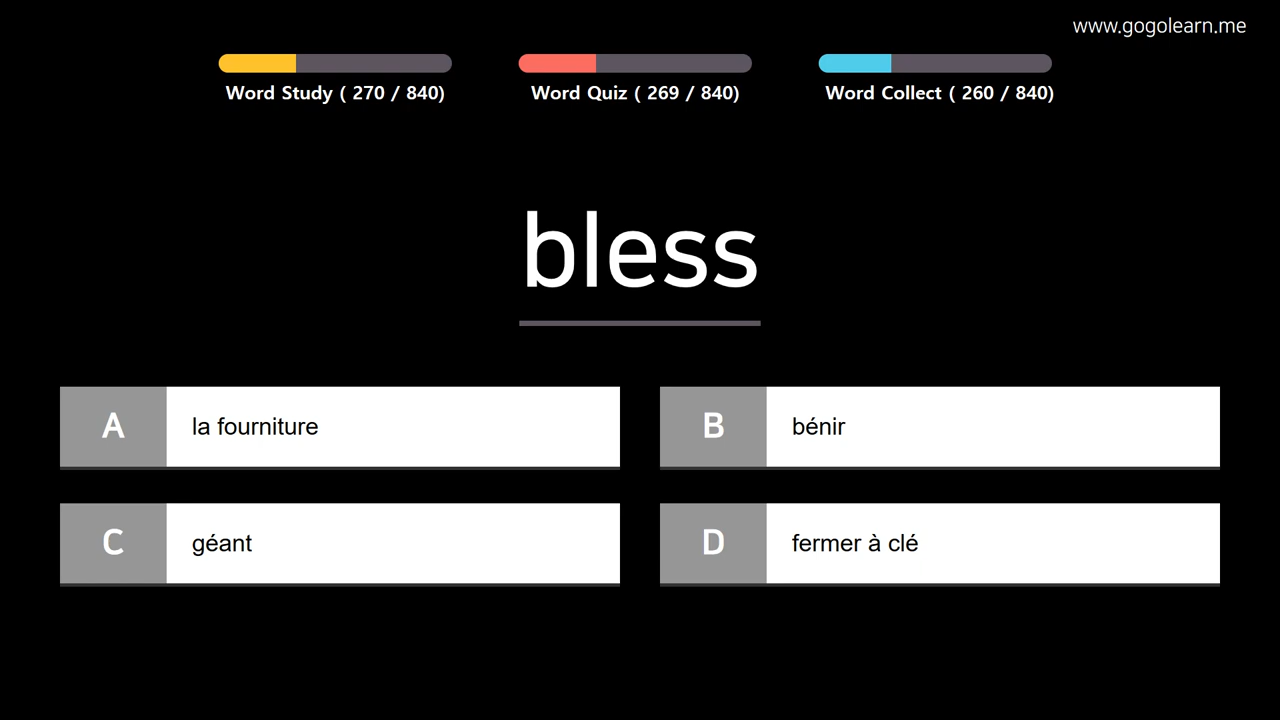 www.gogolearn.me
Word Study ( 270 / 840)
Word Quiz ( 269 / 840)
Word Collect ( 260 / 840)
bless
A la fourniture
B bénir
C géant
D fermer à clé